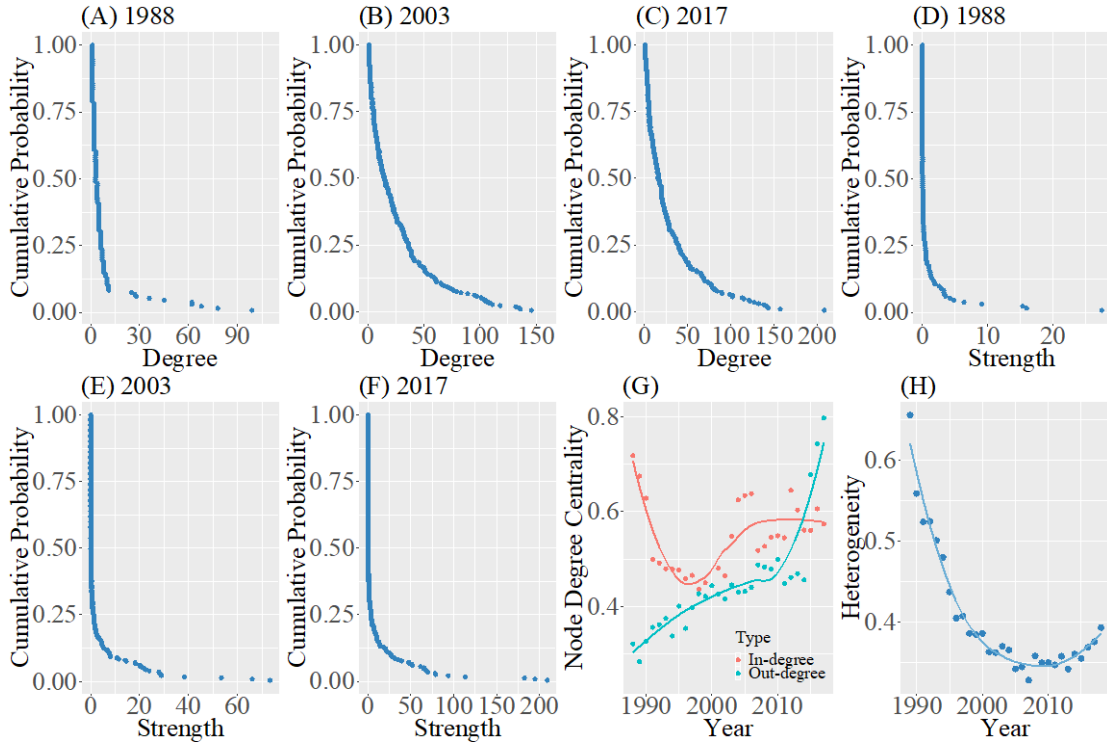 (A) 1988
(B) 2003
(C) 2017
(D) 1988
Cumulative Probability
1.00
0.75
0.50
0.25
0.00
0 30 60 90
Degree
Cumulative Probability
1.00
0.75
0.50
0.25
0.00
0 50 100 150
Degree
Cumulative Probability
1.00
0.75
0.50
0.25
0.00
0 50 100 150 200
Degree
Cumulative Probability
1.00
0.75
0.50
0.25
0.00
0 10 20
Strength
(E) 2003
(F) 2017
(G)
(H)
Cumulative Probability
1.00
0.75
0.50
0.25
0.00
0 20 40 60
Strength
Cumulative Probability
1.00
0.75
0.50
0.25
0.00
0 50 100 150 200
Strength
Node Degree Centrality
0.8
0.6
0.4
Type
In-degree
Out-degree
1990 2000 2010
Year
Heterogeneity
0.6
0.5
0.4
1990 2000 2010
Year